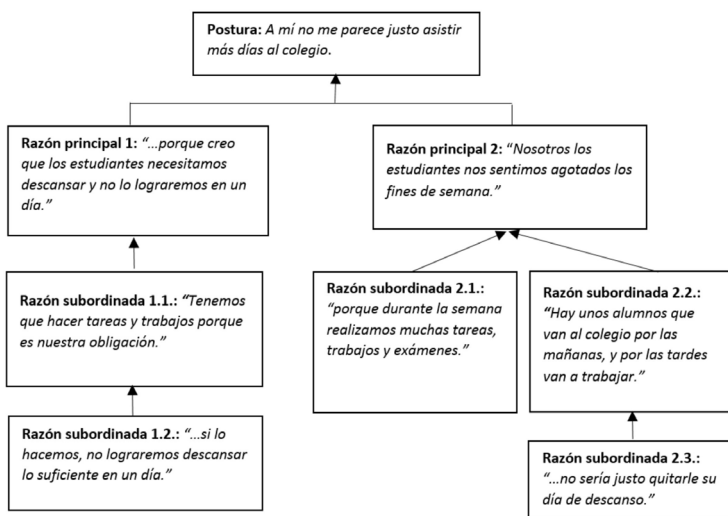 Postura: A mí no me parece justo asistir
más días al colegio.
Razón principal 1: “...porque creo
que los estudiantes necesitamos
descansar y no lo lograremos en un
día.”
Razón principal 2: “Nosotros los
estudiantes nos sentimos agotados los
fines de semana.”
Razón subordinada 1.1.: “Tenemos
que hacer tareas y trabajos porque
es nuestra obligación.”
Razón subordinada 2.1.:
“porque durante la semana
realizamos muchas tareas,
trabajos y exámenes.”
Razón subordinada 2.2.:
“Hay unos alumnos que
van al colegio por las
mañanas, y por las tardes
van a trabajar.”
Razón subordinada 1.2.: “...si lo
hacemos, no lograremos descansar
lo suficiente en un día.”
Razón subordinada 2.3.:
“...no sería justo quitarle su
día de descanso.”